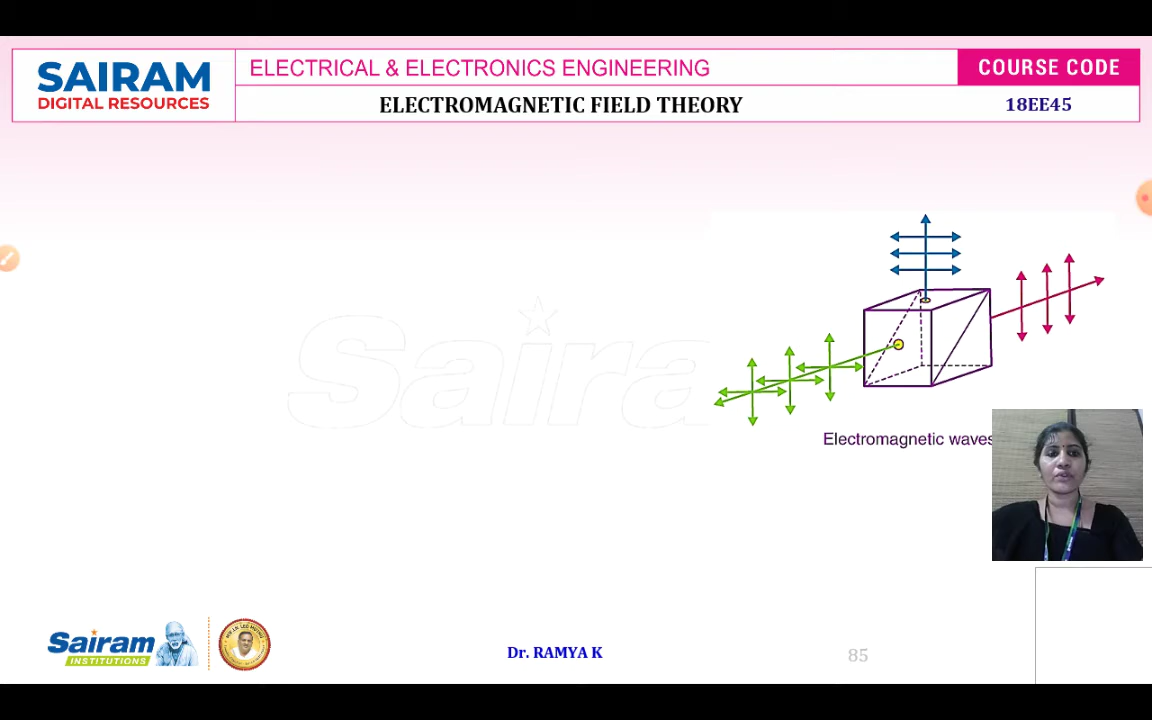 SAIRAM
DIGITAL RESOURCES
ELECTRICAL & ELECTRONICS ENGINEERING
COURSE CODE
ELECTROMAGNETIC FIELD THEORY
18EE45
Electromagnetic waves
Sairam
INSTITUTIONS
Dr. RAMYA K
85